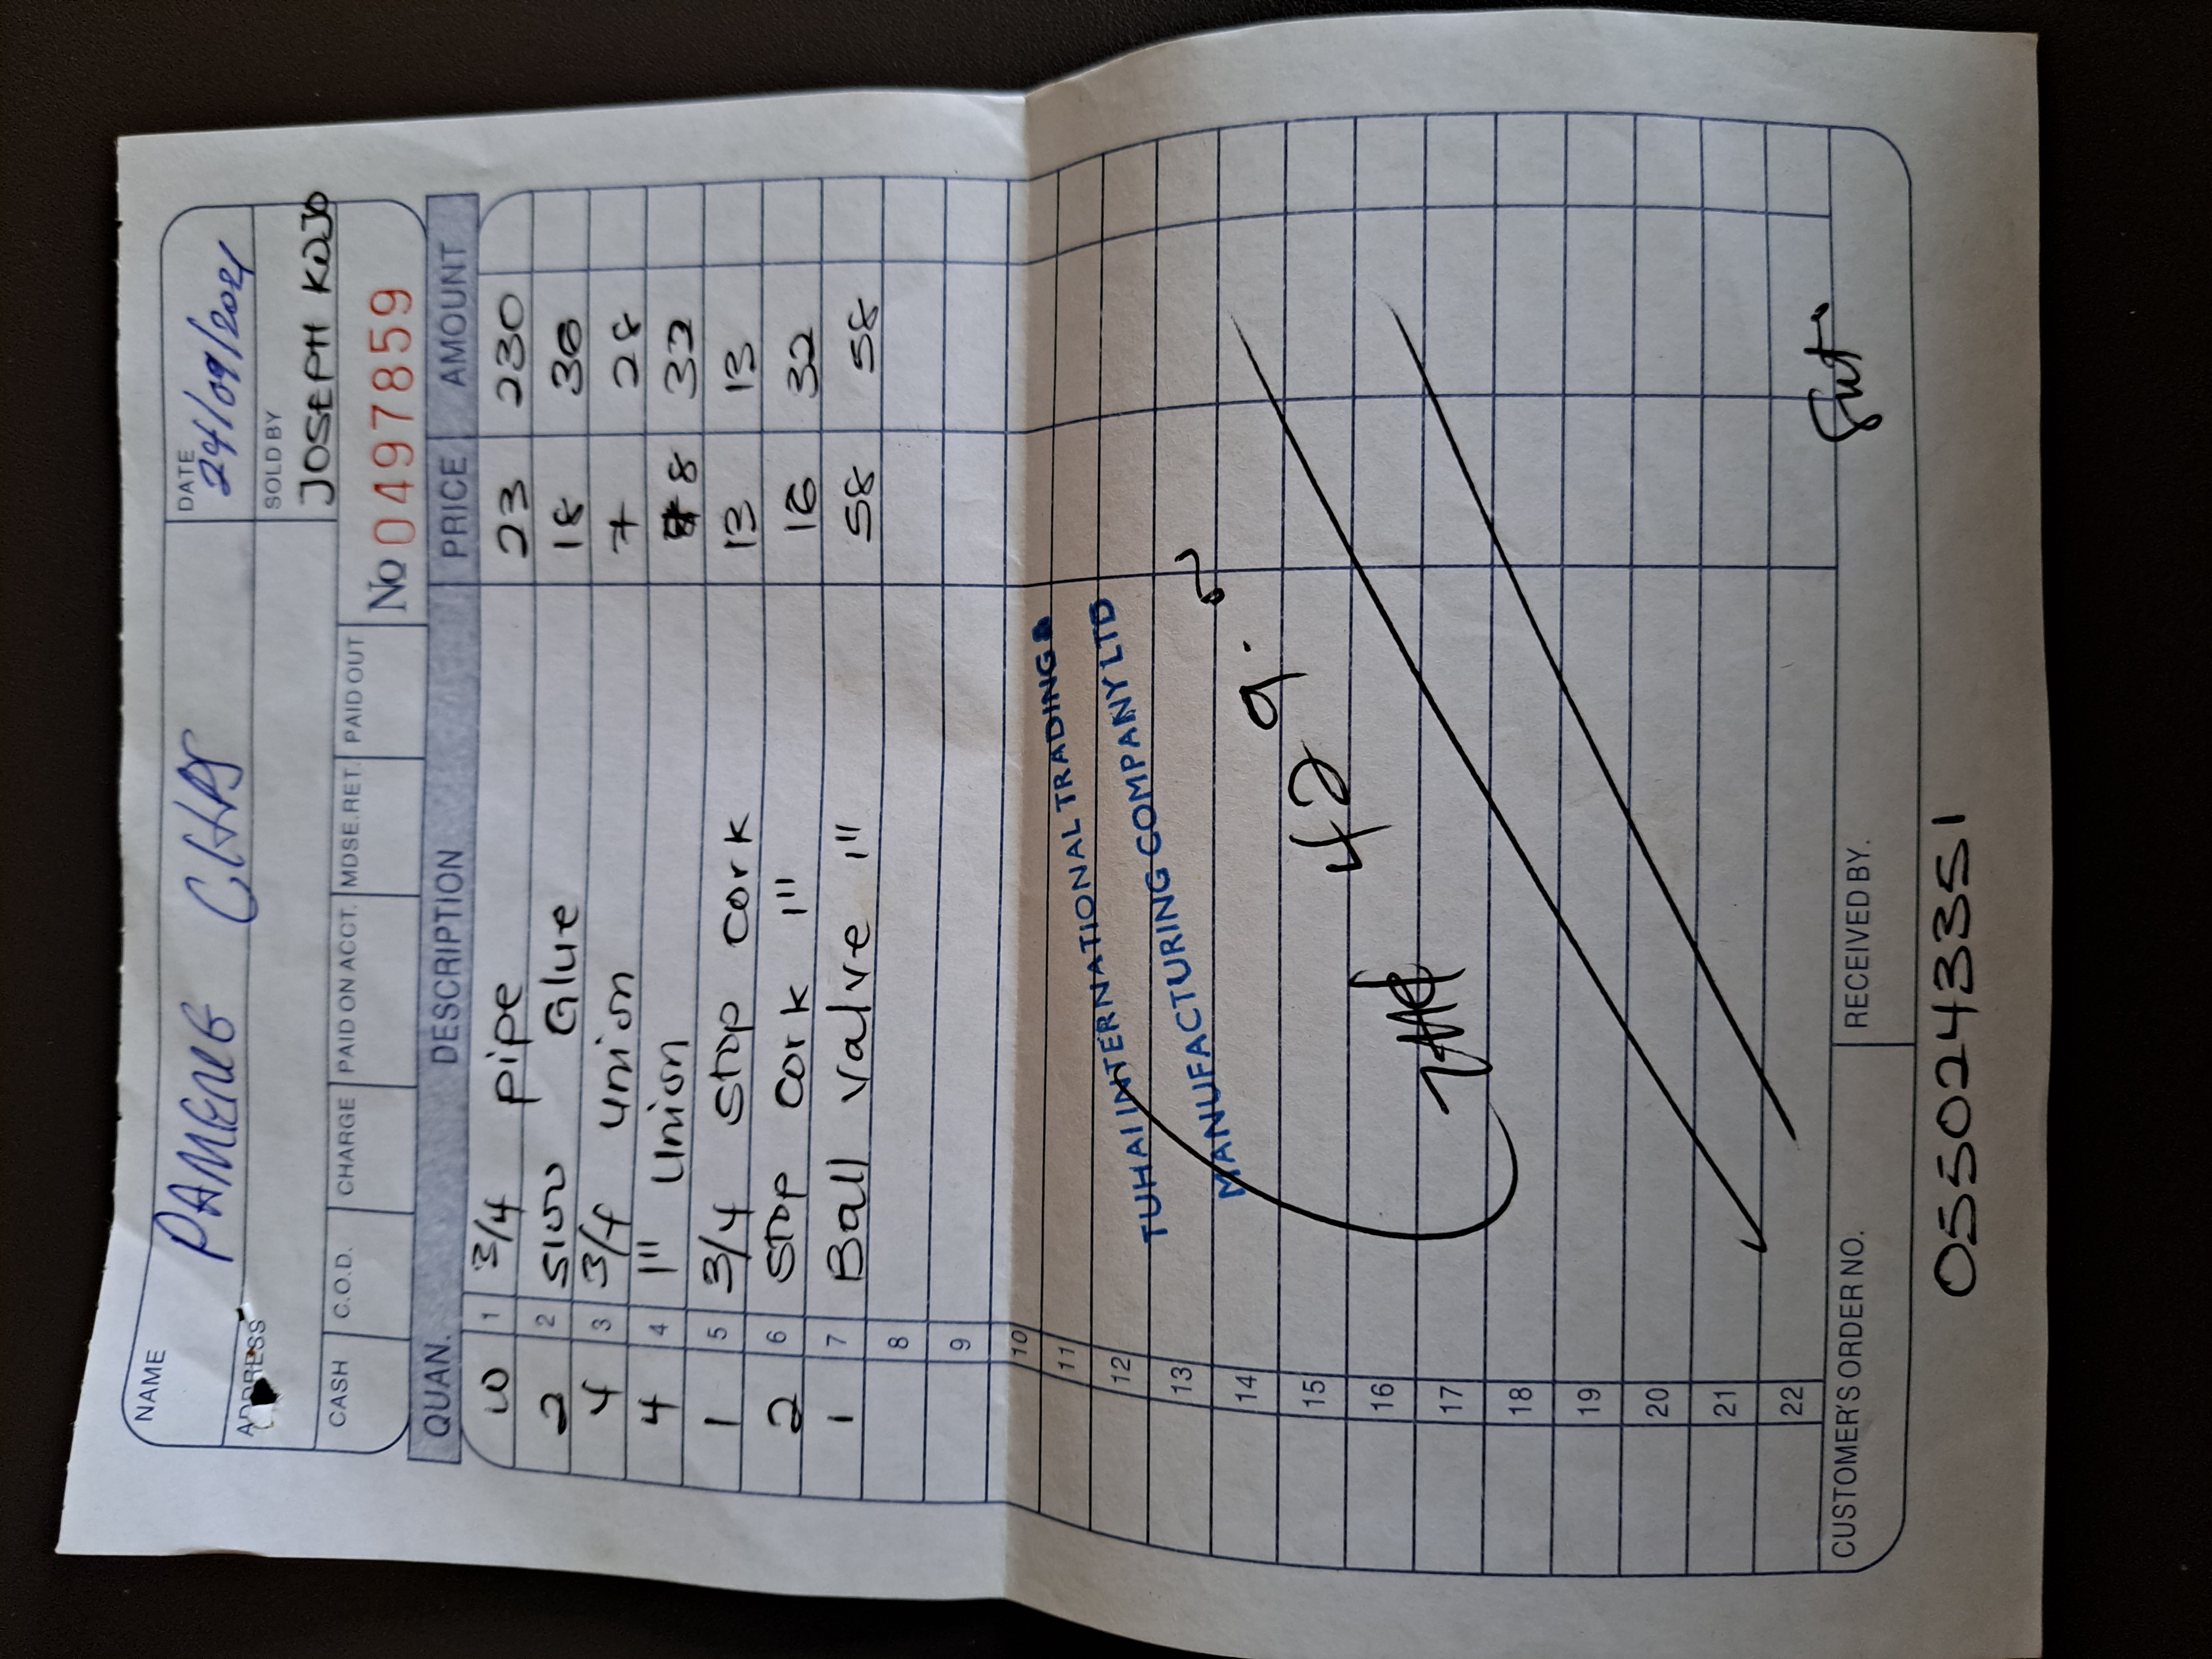 NAME PAMENG CHPS
DATE 24/09/2024
ADDRESS
SOLD BY JOSEPH KOJO
CASH C.O.D. CHARGE PAID ON ACCT. MDSE. RET. PAID OUT
No 0497859
QUAN. DESCRIPTION PRICE AMOUNT
10 1 3/4 pipe 23 230
2 2 Glue 18 36
4 3 3/4 union 7 28
4 4 1" union 8 32
1 5 3/4 stop cork 13 13
2 6 stop cork 1" 16 32
1 7 Ball valve 1" 58 58
8
9
10
11
12
13
14
15
16
17
18
19
20
21
22
TUHAI INTERNATIONAL TRADING &
MANUFACTURING COMPANY LTD
429.
CUSTOMER'S ORDER NO. RECEIVED BY.
0550243351